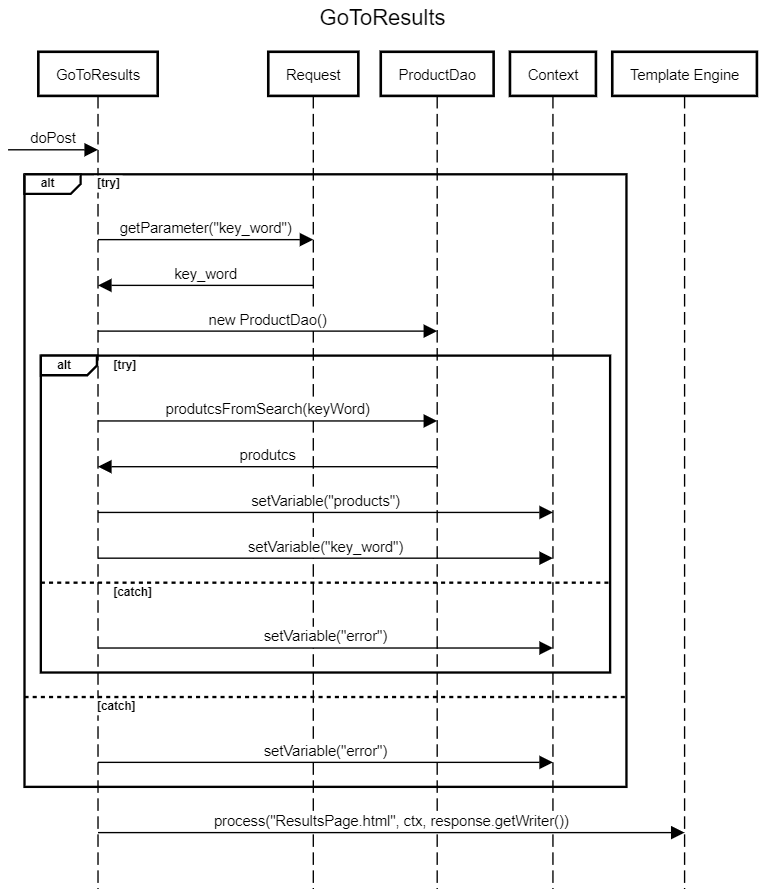 GoToResults
GoToResults
Request
ProductDao
Context
Template Engine
doPost
alt
[try]
getParameter("key_word")
key_word
new ProductDao()
alt
[try]
produtcsFromSearch(keyWord)
produtcs
setVariable("products")
setVariable("key_word")
[catch]
setVariable("error")
[catch]
setVariable("error")
process("ResultsPage.html", ctx, response.getWriter())